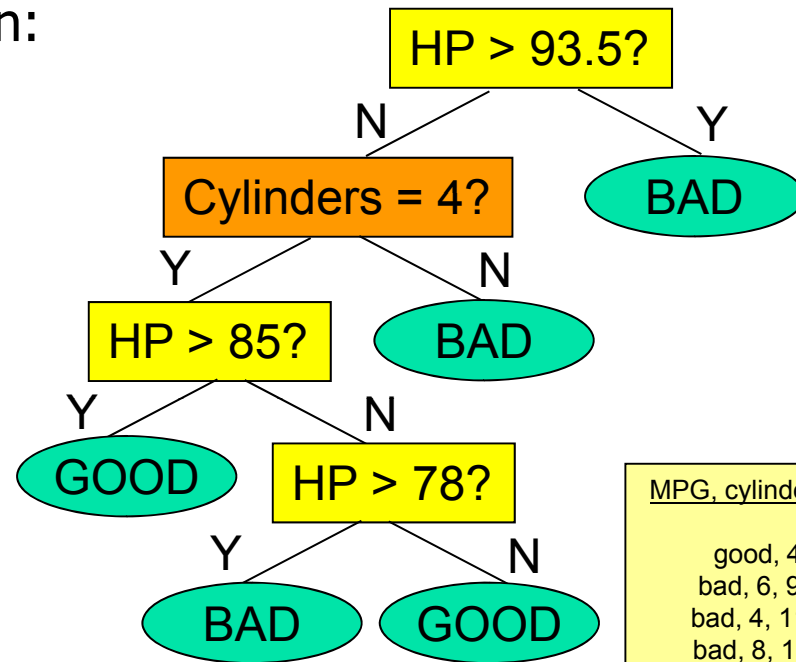 n:
HP > 93.5?
N
Y
Cylinders = 4?
BAD
Y
N
HP > 85?
BAD
Y
N
GOOD
HP > 78?
Y
N
BAD
GOOD
MPG, cylinde
good, 4
bad, 6, 9
bad, 4, 1
bad, 8, 1